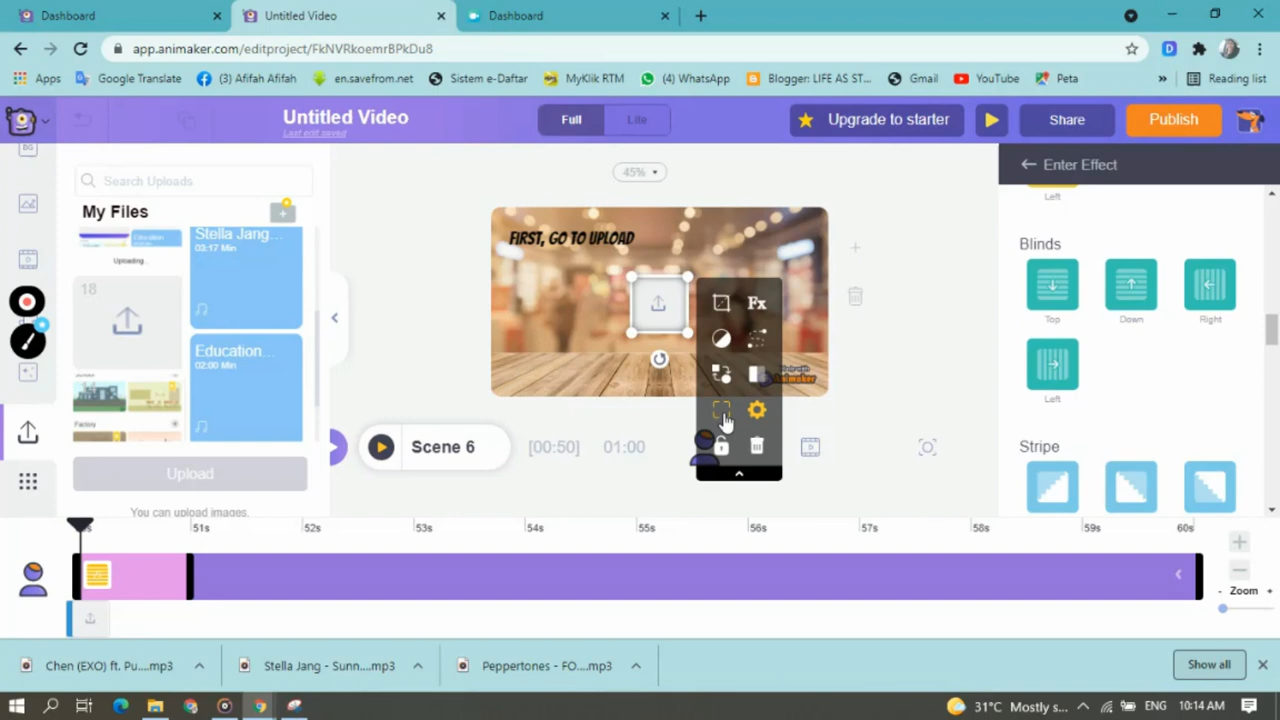 Dashboard
Untitled Video
Dashboard
app.animaker.com/editproject/FkNVRkoemrBPkDu8
Apps
Google Translate
(3) Afifah Afifah
en.savefrom.net
Sistem e-Daftar
MyKlik RTM
(4) WhatsApp
Blogger: LIFE AS ST...
Gmail
YouTube
Peta
»
Reading list
Untitled Video
Last edit saved
Full
Lite
Upgrade to starter
Share
Publish
BG
Search Uploads
My Files
Uploading..
18
Factory
Stella Jang...
03:17 Min
Education...
02:00 Min
Upload
You can upload images,
45%
FIRST, GO TO UPLOAD
Animaker
Fx
Scene 6
[00:50]
01:00
Enter Effect
Left
Blinds
Top
Down
Right
Left
Stripe
51s
52s
53s
54s
55s
56s
57s
58s
59s
60s
- Zoom +
Chen (EXO) ft. Pu....mp3
Stella Jang - Sunn....mp3
Peppertones - FO....mp3
Show all
31°C Mostly s...
ENG
10:14 AM